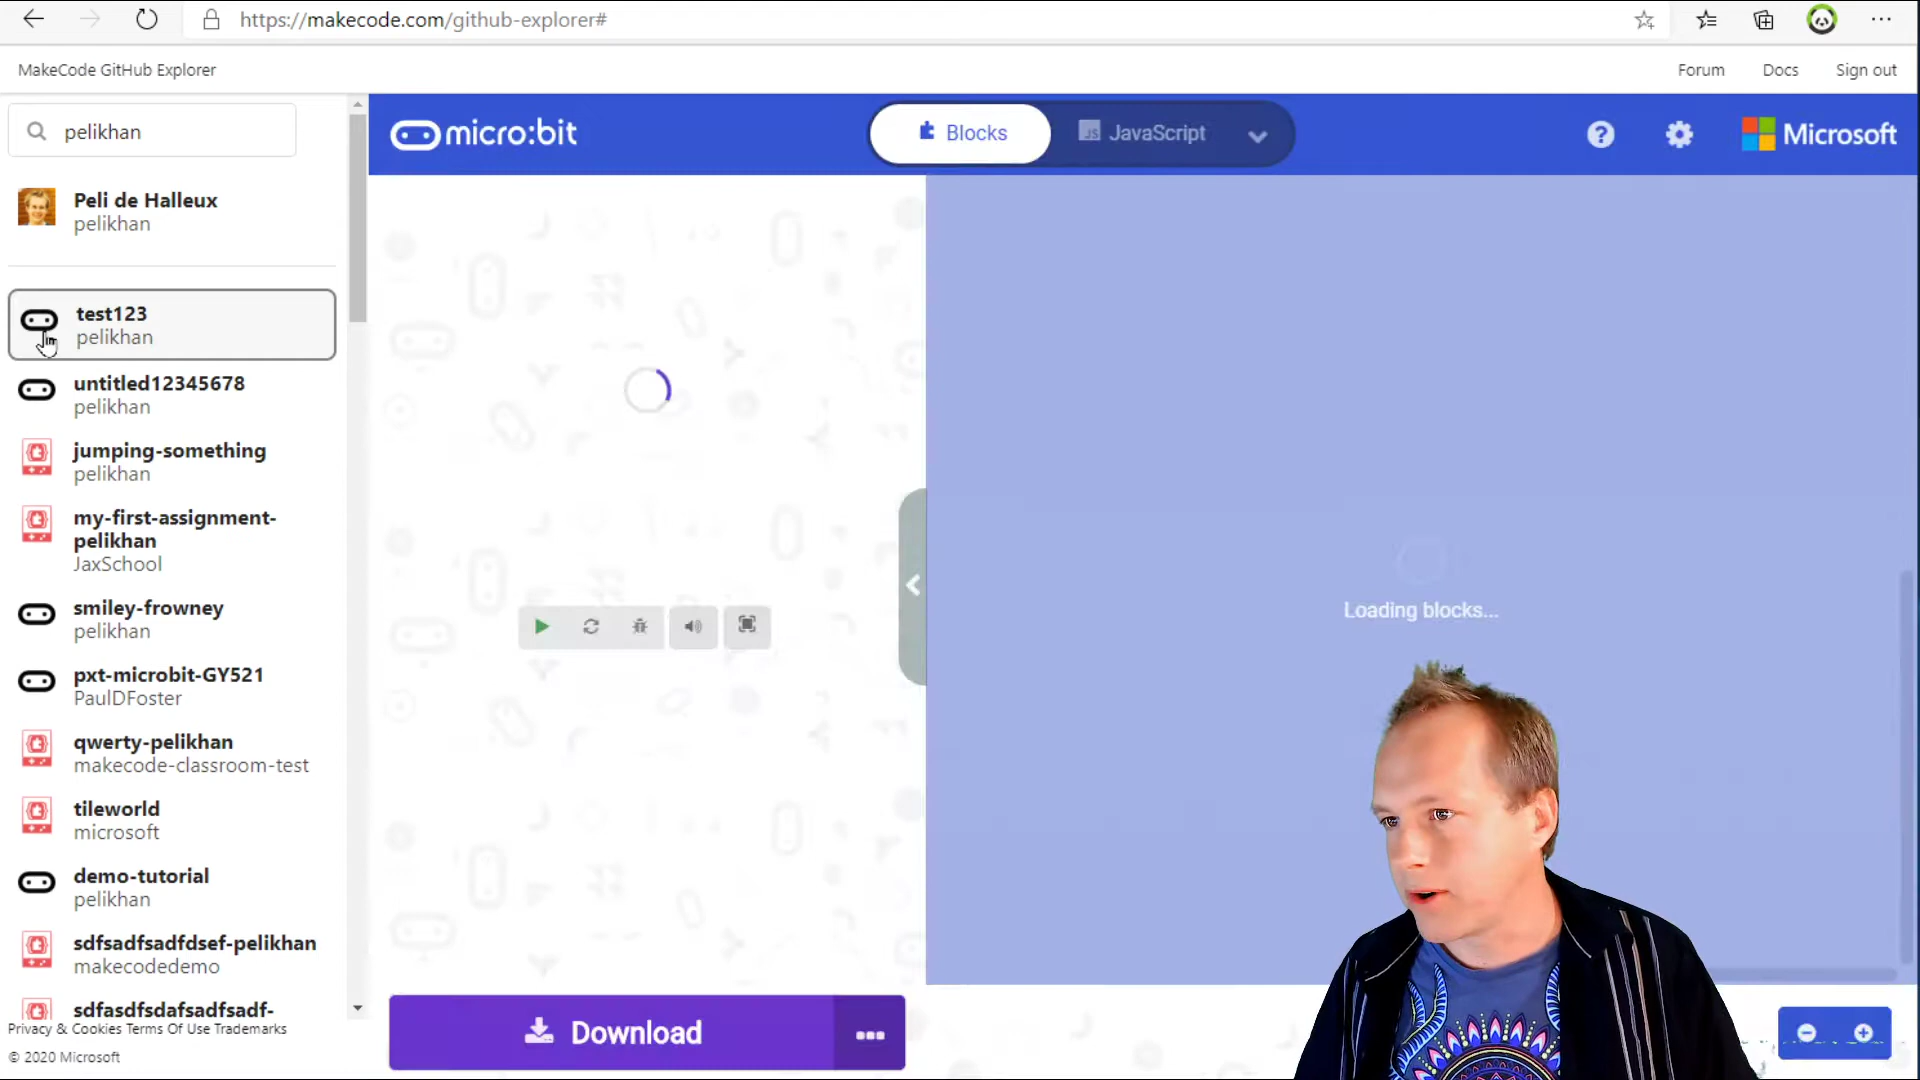 https://makecode.com/github-explorer#
MakeCode GitHub Explorer
Forum
Docs
Sign out
pelikhan
Peli de Halleux
pelikhan
test123
pelikhan
untitled12345678
pelikhan
jumping-something
pelikhan
my-first-assignment-
pelikhan
JaxSchool
smiley-frowney
pelikhan
pxt-microbit-GY521
PaulDFoster
qwerty-pelikhan
makecode-classroom-test
tileworld
microsoft
demo-tutorial
pelikhan
sdfsadfsadfdsef-pelikhan
makecodedemo
sdfasdfsdafsadfsadf-
Privacy & Cookies Terms Of Use Trademarks
© 2020 Microsoft
micro:bit
Blocks
JS JavaScript
Microsoft
Loading blocks...
Download